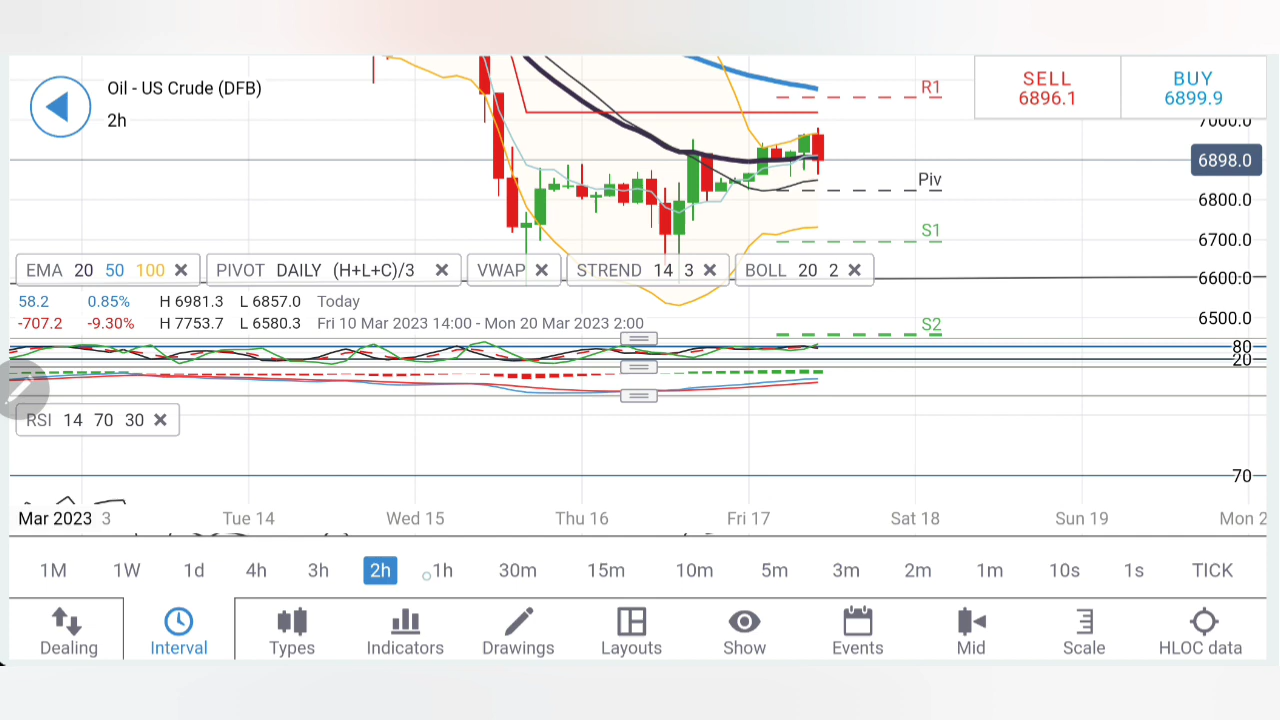 Oil - US Crude (DFB)
2h
SELL
6896.1
BUY
6899.9
R1
7000.0
6898.0
Piv
6800.0
S1
6700.0
EMA 20 50 100
PIVOT DAILY (H+L+C)/3
VWAP
STREND 14 3
BOLL 20 2
6600.0
58.2 0.85% H 6981.3 L 6857.0 Today
-707.2 -9.30% H 7753.7 L 6580.3 Fri 10 Mar 2023 14:00 - Mon 20 Mar 2023 2:00
S2
6500.0
80
20
RSI 14 70 30
70
Mar 2023 3 Tue 14 Wed 15 Thu 16 Fri 17 Sat 18 Sun 19 Mon 2
1M 1W 1d 4h 3h 2h 1h 30m 15m 10m 5m 3m 2m 1m 10s 1s TICK
Dealing Interval Types Indicators Drawings Layouts Show Events Mid Scale HLOC data